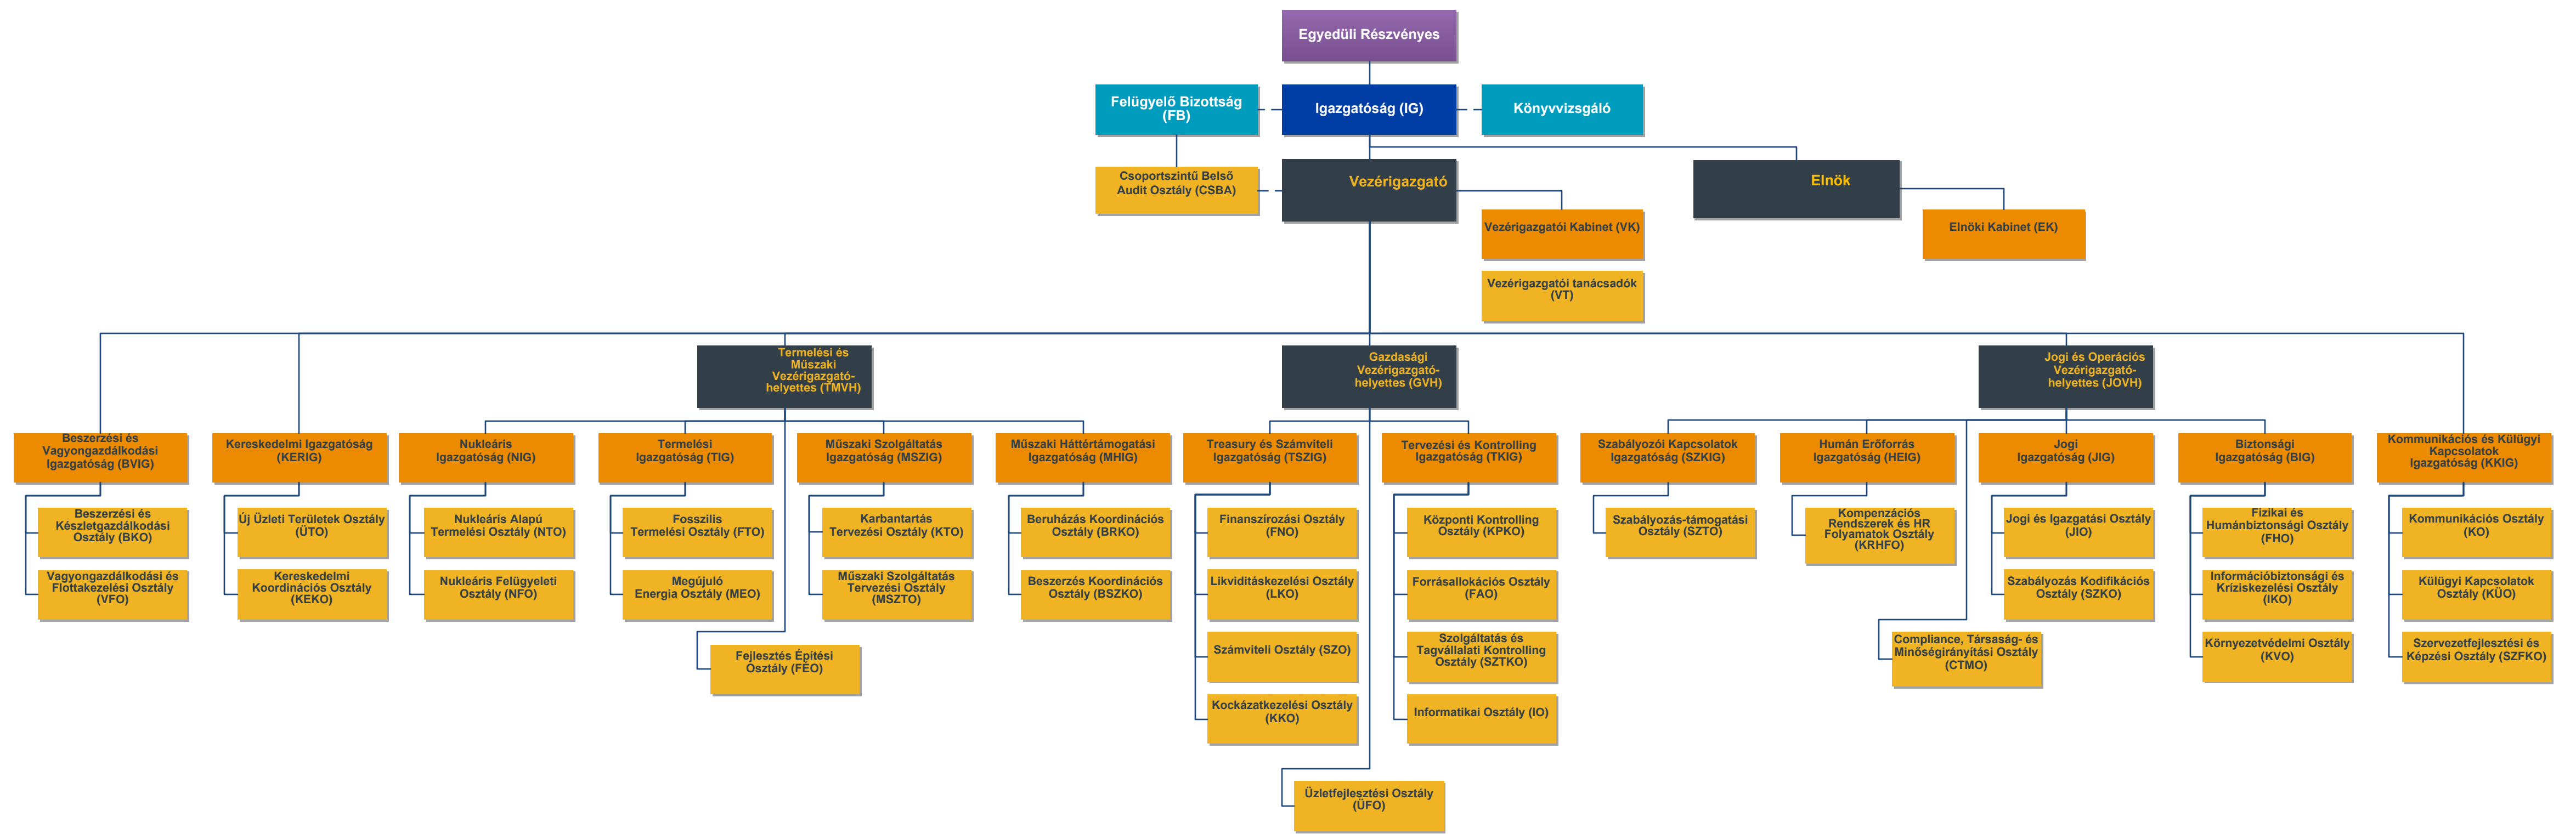 Egyedüli Részvényes
Felügyelő Bizottság
(FB)
Igazgatóság (IG)
Könyvvizsgáló
Csoportszintű Belső
Audit Osztály (CSBA)
Vezérigazgató
Elnök
Vezérigazgatói Kabinet (VK)
Elnöki Kabinet (EK)
Vezérigazgatói tanácsadók
(VT)
Termelési és
Műszaki
Vezérigazgató-
helyettes (TMVH)
Gazdasági
Vezérigazgató-
helyettes (GVH)
Jogi és Operációs
Vezérigazgató-
helyettes (JOVH)
Beszerzési és
Vagyongazdálkodási
Igazgatóság (BVIG)
Kereskedelmi Igazgatóság
(KERIG)
Nukleáris
Igazgatóság (NIG)
Termelési
Igazgatóság (TIG)
Műszaki Szolgáltatás
Igazgatóság (MSZIG)
Műszaki Háttértámogatási
Igazgatóság (MHIG)
Treasury és Számviteli
Igazgatóság (TSZIG)
Tervezési és Kontrolling
Igazgatóság (TKIG)
Szabályozói Kapcsolatok
Igazgatóság (SZKIG)
Humán Erőforrás
Igazgatóság (HEIG)
Jogi
Igazgatóság (JIG)
Biztonsági
Igazgatóság (BIG)
Kommunikációs és Külügyi
Kapcsolatok
Igazgatóság (KKIG)
Beszerzési és
Készletgazdálkodási
Osztály (BKO)
Új Üzleti Területek Osztály
(ÜTO)
Nukleáris Alapú
Termelési Osztály (NTO)
Fosszilis
Termelési Osztály (FTO)
Karbantartás
Tervezési Osztály (KTO)
Beruházás Koordinációs
Osztály (BRKO)
Finanszírozási Osztály
(FNO)
Központi Kontrolling
Osztály (KPKO)
Szabályozás-támogatási
Osztály (SZTO)
Kompenzációs
Rendszerek és HR
Folyamatok Osztály
(KRHFO)
Jogi és Igazgatási Osztály
(JIO)
Fizikai és
Humánbiztonsági Osztály
(FHO)
Kommunikációs Osztály
(KO)
Vagyongazdálkodási és
Flottakezelési Osztály
(VFO)
Kereskedelmi
Koordinációs Osztály
(KEKO)
Nukleáris Felügyeleti
Osztály (NFO)
Megújuló
Energia Osztály (MEO)
Műszaki Szolgáltatás
Tervezési Osztály
(MSZTO)
Beszerzés Koordinációs
Osztály (BSZKO)
Likviditáskezelési Osztály
(LKO)
Forrásallokációs Osztály
(FAO)
Szabályozás Kodifikációs
Osztály (SZKO)
Információbiztonsági és
Kríziskezelési Osztály
(IKO)
Külügyi Kapcsolatok
Osztály (KÜO)
Fejlesztés Építési
Osztály (FÉO)
Számviteli Osztály (SZO)
Szolgáltatás és
Tagvállalati Kontrolling
Osztály (SZTKO)
Compliance, Társaság- és
Minőségirányítási Osztály
(CTMO)
Környezetvédelmi Osztály
(KVO)
Szervezetfejlesztési és
Képzési Osztály (SZFKO)
Kockázatkezelési Osztály
(KKO)
Informatikai Osztály (IO)
Üzletfejlesztési Osztály
(ÜFO)